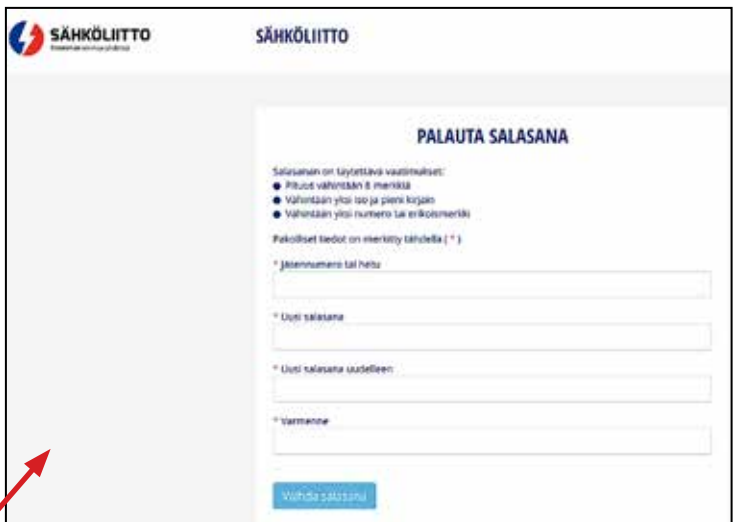 SÄHKÖLIITTO
SÄHKÖLIITTO
PALAUTA SALASANA
Salasanan on täytettävä vaatimukset:
Pituus vähintään 8 merkkiä
Vähintään yksi iso ja pieni kirjain
Vähintään yksi numero tai erikoismerkki
Pakolliset tiedot on merkitty tähdellä ( * )
* Jäsennumero tai hetu
* Uusi salasana
* Uusi salasana uudelleen
* Varmenne
Vaihda salasana